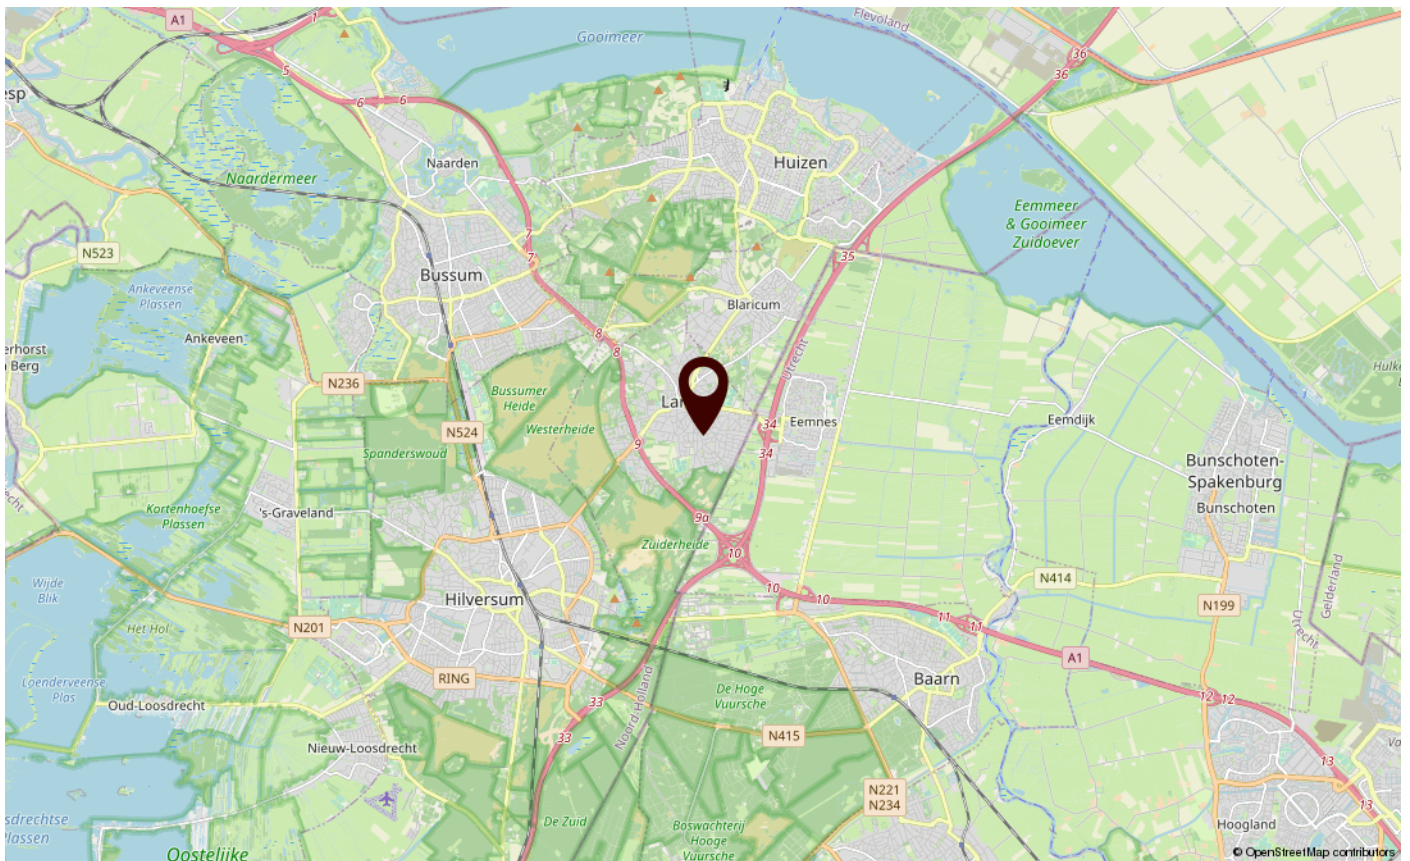 A1
1
Flevoland
Gooimeer
36
36
5
6
6
esp
Naarden
Huizen
Naardermeer
Eemmeer
& Gooimeer
Zuidoever
7
7
35
N523
Bussum
Ankeveense
Plassen
Blaricum
Ankeveen
8
8
Utrecht
erhorst
Berg
N236
Bussumer
Heide
Westerheide
Lar
Eemnes
34
34
Eemdijk
N524
9
Spanderswoud
Bunschoten-
Spakenburg
Bunschoten
Kortenhoefse
Plassen
's-Graveland
9a
Zuiderheide
10
10
10
N414
Wijde
Blik
Hilversum
N199
Gelderland
Utrecht
Het Hol
N201
11
11
A1
Loenderveense
Plas
RING
De Hoge
Vuursche
Baarn
12
12
Oud-Loosdrecht
33
33
Noord-Holland
N415
Nieuw-Loosdrecht
13
13
N221
N234
sdrechtse
Plassen
De Zuid
Boswachterij
Hooge
Vuursche
Hoogland
Oostelijke
© OpenStreetMap contributors